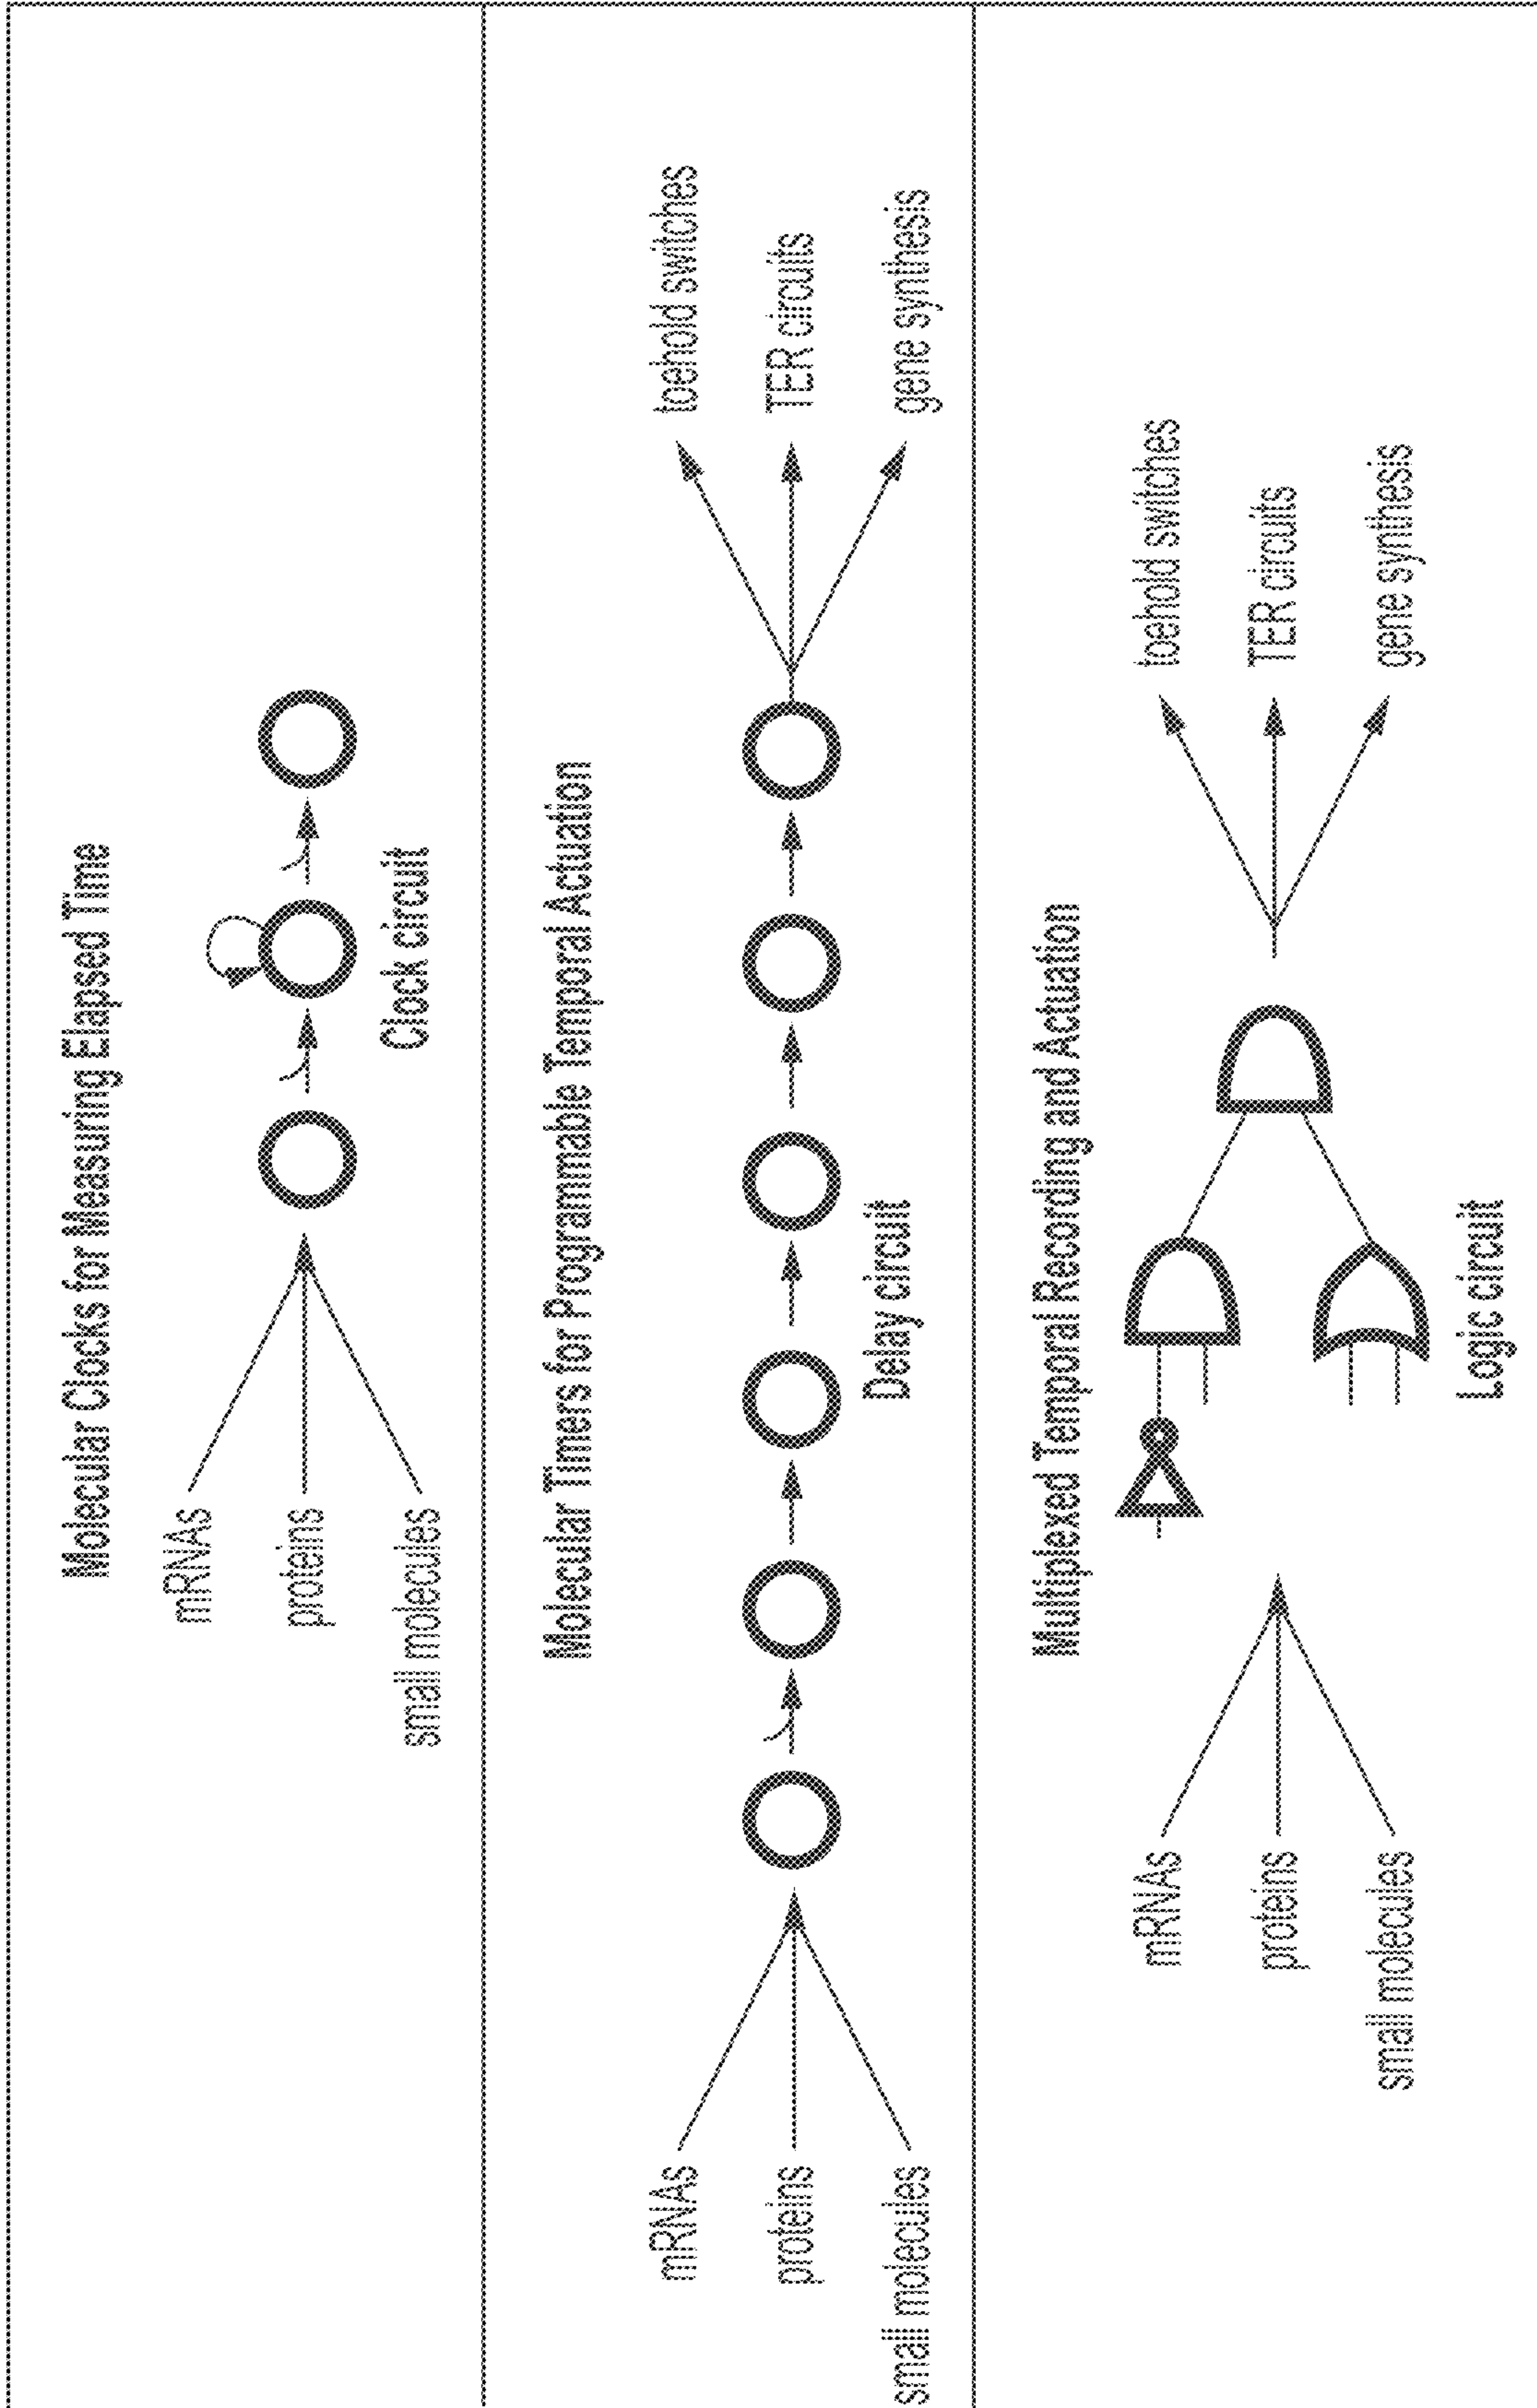 Molecular Clocks for Measuring Elapsed Time
mRNAs
proteins
small molecules
Clock circuit
Molecular Timers for Programmable Temporal Actuation
mRNAs
proteins
small molecules
Delay circuit
toehold switches
TER circuits
gene synthesis
Multiplexed Temporal Recording and Actuation
mRNAs
proteins
small molecules
Logic circuit
toehold switches
TER circuits
gene synthesis